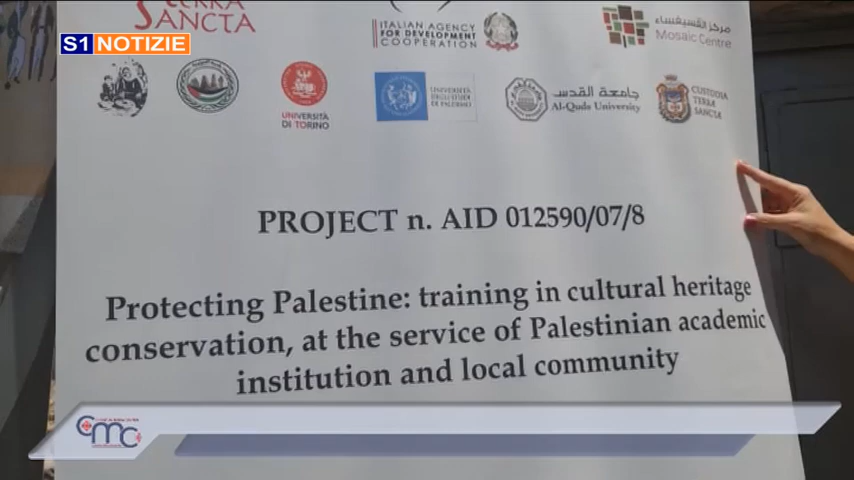 TERRA
SANCTA
ITALIAN AGENCY
FOR DEVELOPMENT
COOPERATION
مركز الفسيفساء
Mosaic Centre
S1 NOTIZIE
UNIVERSITÀ
DI TORINO
UNIVERSITÀ
DEGLI STUDI
DI PALERMO
جامعة القدس
Al-Quds University
CUSTODIA
TERRÆ
SANCTÆ
PROJECT n. AID 012590/07/8
Protecting Palestine: training in cultural heritage
conservation, at the service of Palestinian academic
institution and local community
CMC